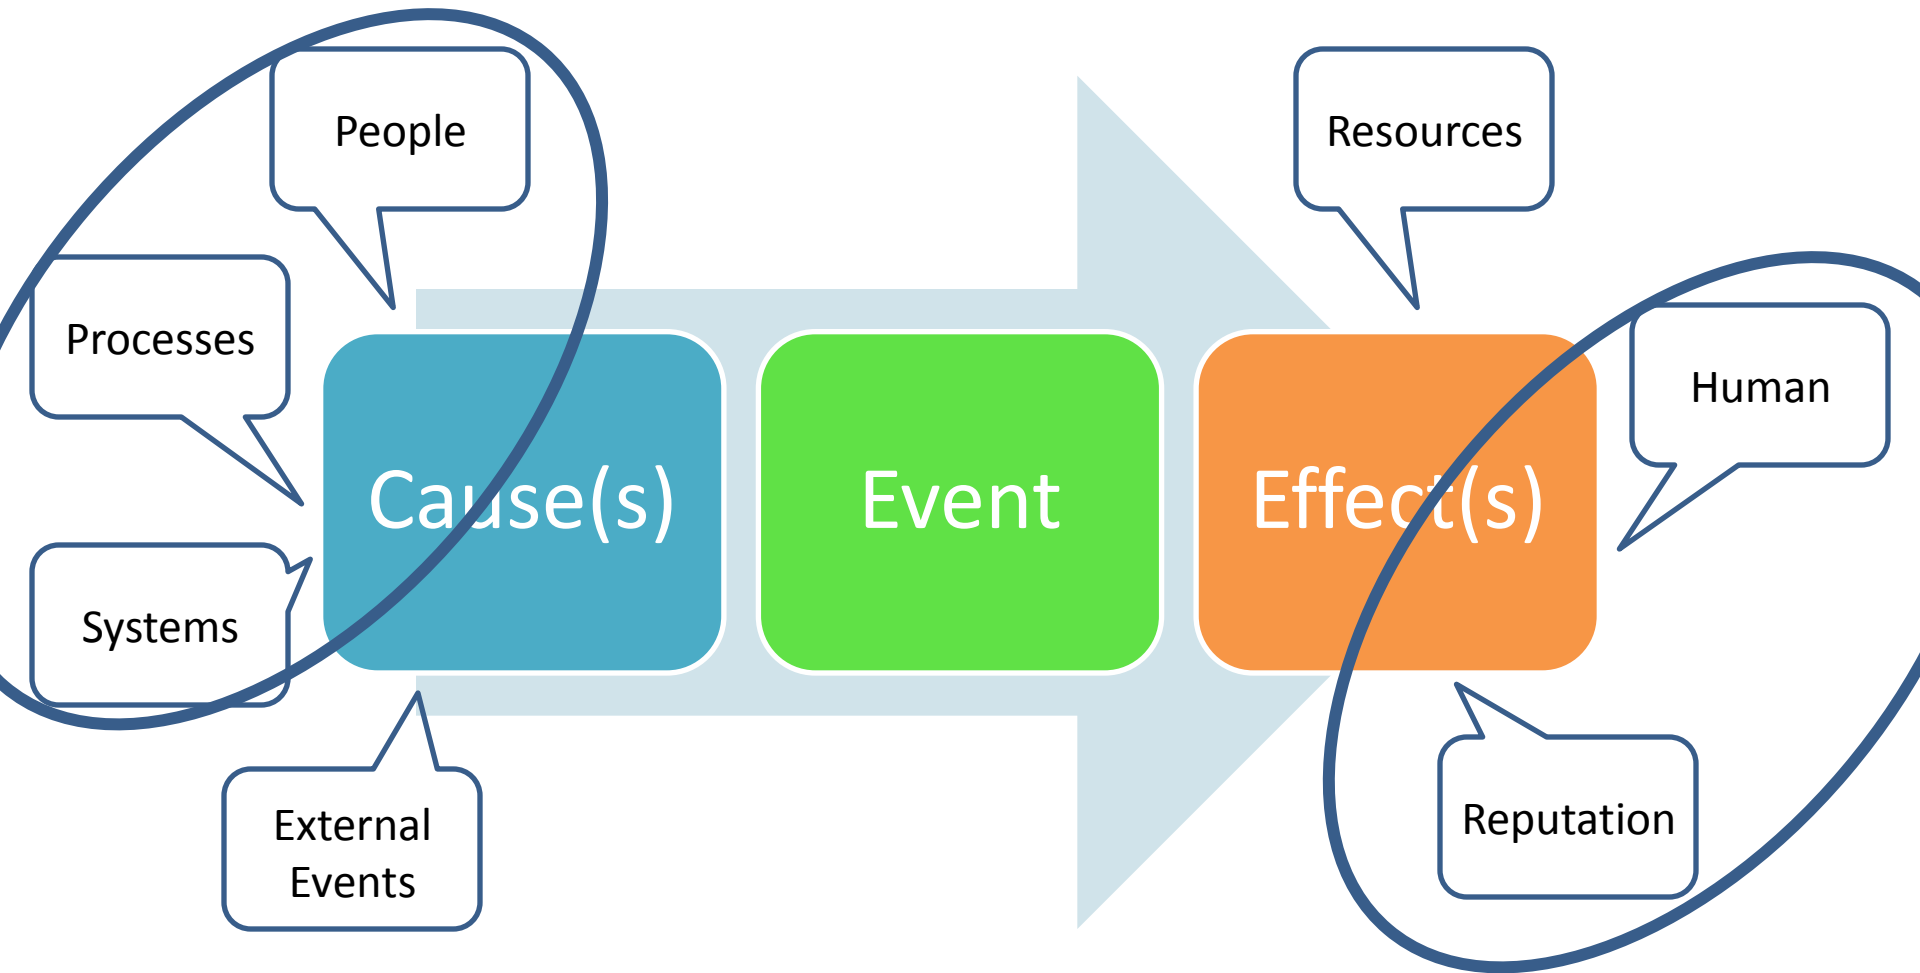 People
Resources
Processes
Human
Cause(s)
Event
Effect(s)
Systems
External
Events
Reputation